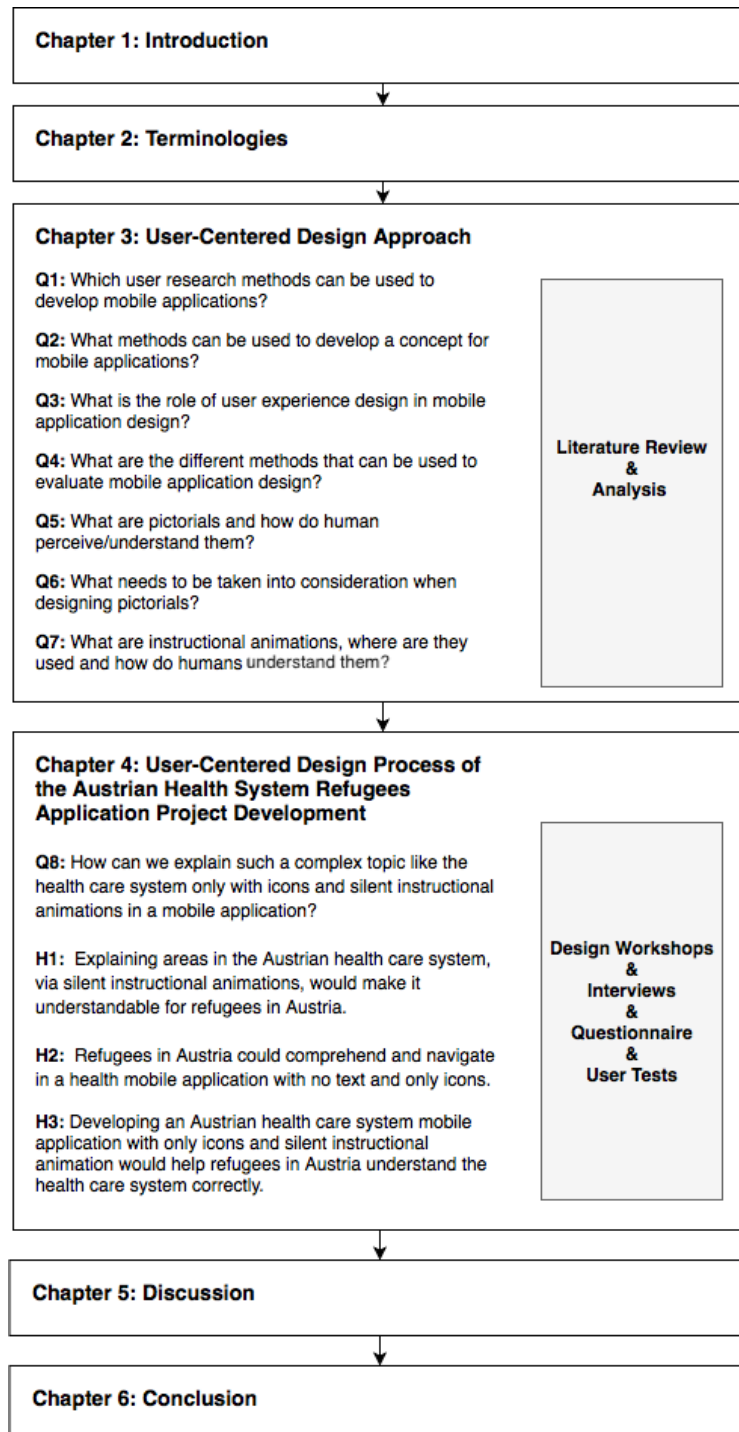 Chapter 1: Introduction
Chapter 2: Terminologies
Chapter 3: User-Centered Design Approach
Q1: Which user research methods can be used to
develop mobile applications?
Q2: What methods can be used to develop a concept for
mobile applications?
Q3: What is the role of user experience design in mobile
application design?
Q4: What are the different methods that can be used to
evaluate mobile application design?
Q5: What are pictorials and how do human
perceive/understand them?
Q6: What needs to be taken into consideration when
designing pictorials?
Q7: What are instructional animations, where are they
used and how do humans understand them?
Literature Review
&
Analysis
Chapter 4: User-Centered Design Process of
the Austrian Health System Refugees
Application Project Development
Q8: How can we explain such a complex topic like the
health care system only with icons and silent instructional
animations in a mobile application?
H1: Explaining areas in the Austrian health care system,
via silent instructional animations, would make it
understandable for refugees in Austria.
H2: Refugees in Austria could comprehend and navigate
in a health mobile application with no text and only icons.
H3: Developing an Austrian health care system mobile
application with only icons and silent instructional
animation would help refugees in Austria understand the
health care system correctly.
Design Workshops
&
Interviews
&
Questionnaire
&
User Tests
Chapter 5: Discussion
Chapter 6: Conclusion